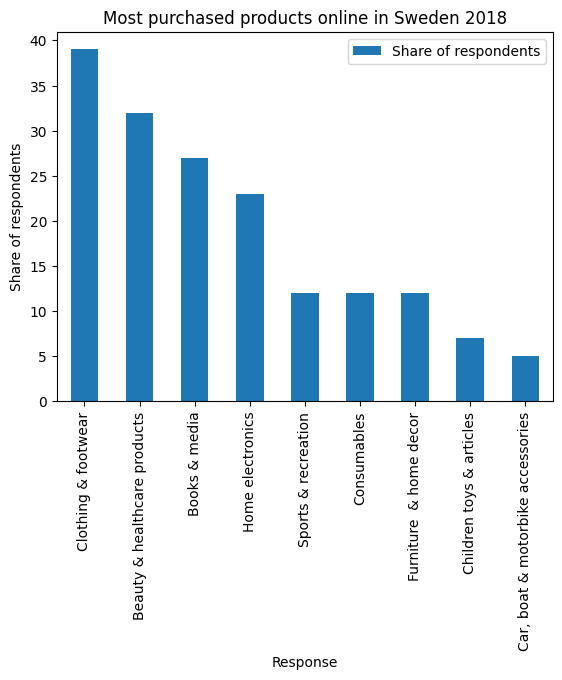 Most purchased products online in Sweden 2018
Share of respondents
Share of respondents
40
35
30
25
20
15
10
5
0
Clothing & footwear
Beauty & healthcare products
Books & media
Home electronics
Sports & recreation
Consumables
Furniture  & home decor
Children toys & articles
Car, boat & motorbike accessories
Response